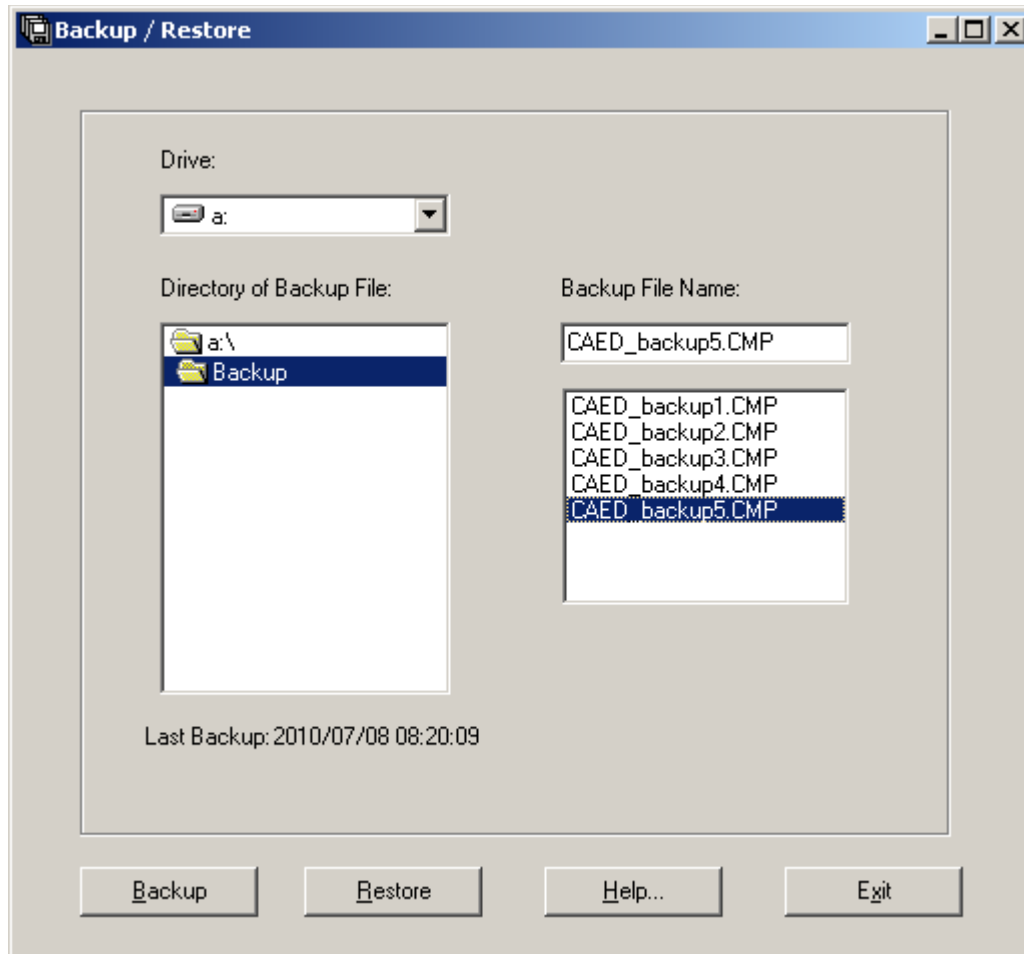 Backup / Restore
Drive:
a:
Directory of Backup File:
Backup File Name:
a:\
Backup
CAED_backup5.CMP
CAED_backup1.CMP
CAED_backup2.CMP
CAED_backup3.CMP
CAED_backup4.CMP
CAED_backup5.CMP
Last Backup: 2010/07/08 08:20:09
Backup
Restore
Help...
Exit